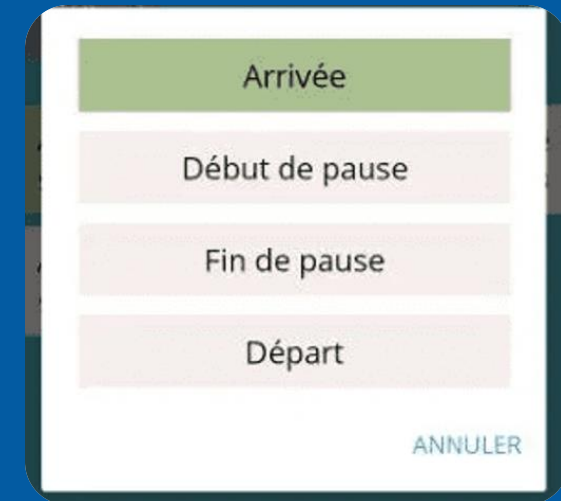 Arrivée
Début de pause
Fin de pause
Départ
ANNULER